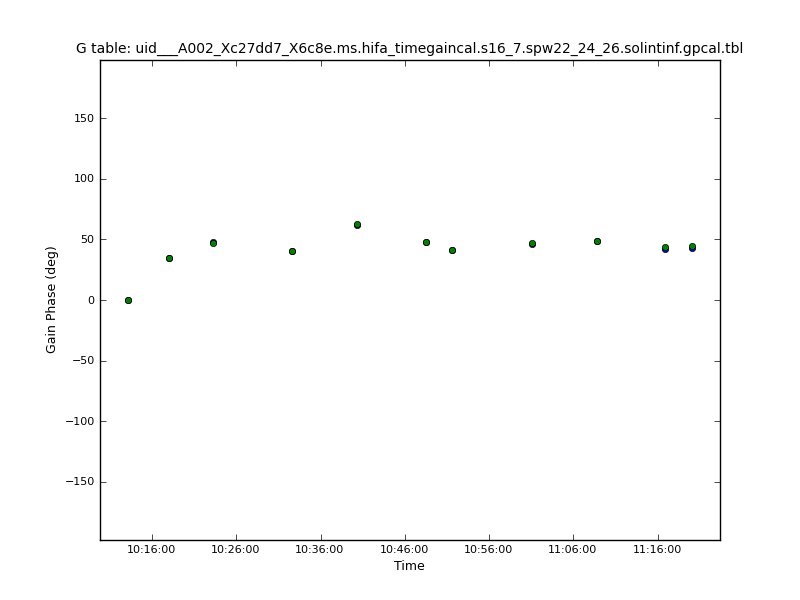 G table: uid___A002_Xc27dd7_X6c8e.ms.hifa_timegaincal.s16_7.spw22_24_26.solintinf.gpcal.tbl
150
100
50
0
−50
−100
−150
Gain Phase (deg)
10:16:00 10:26:00 10:36:00 10:46:00 10:56:00 11:06:00 11:16:00
Time